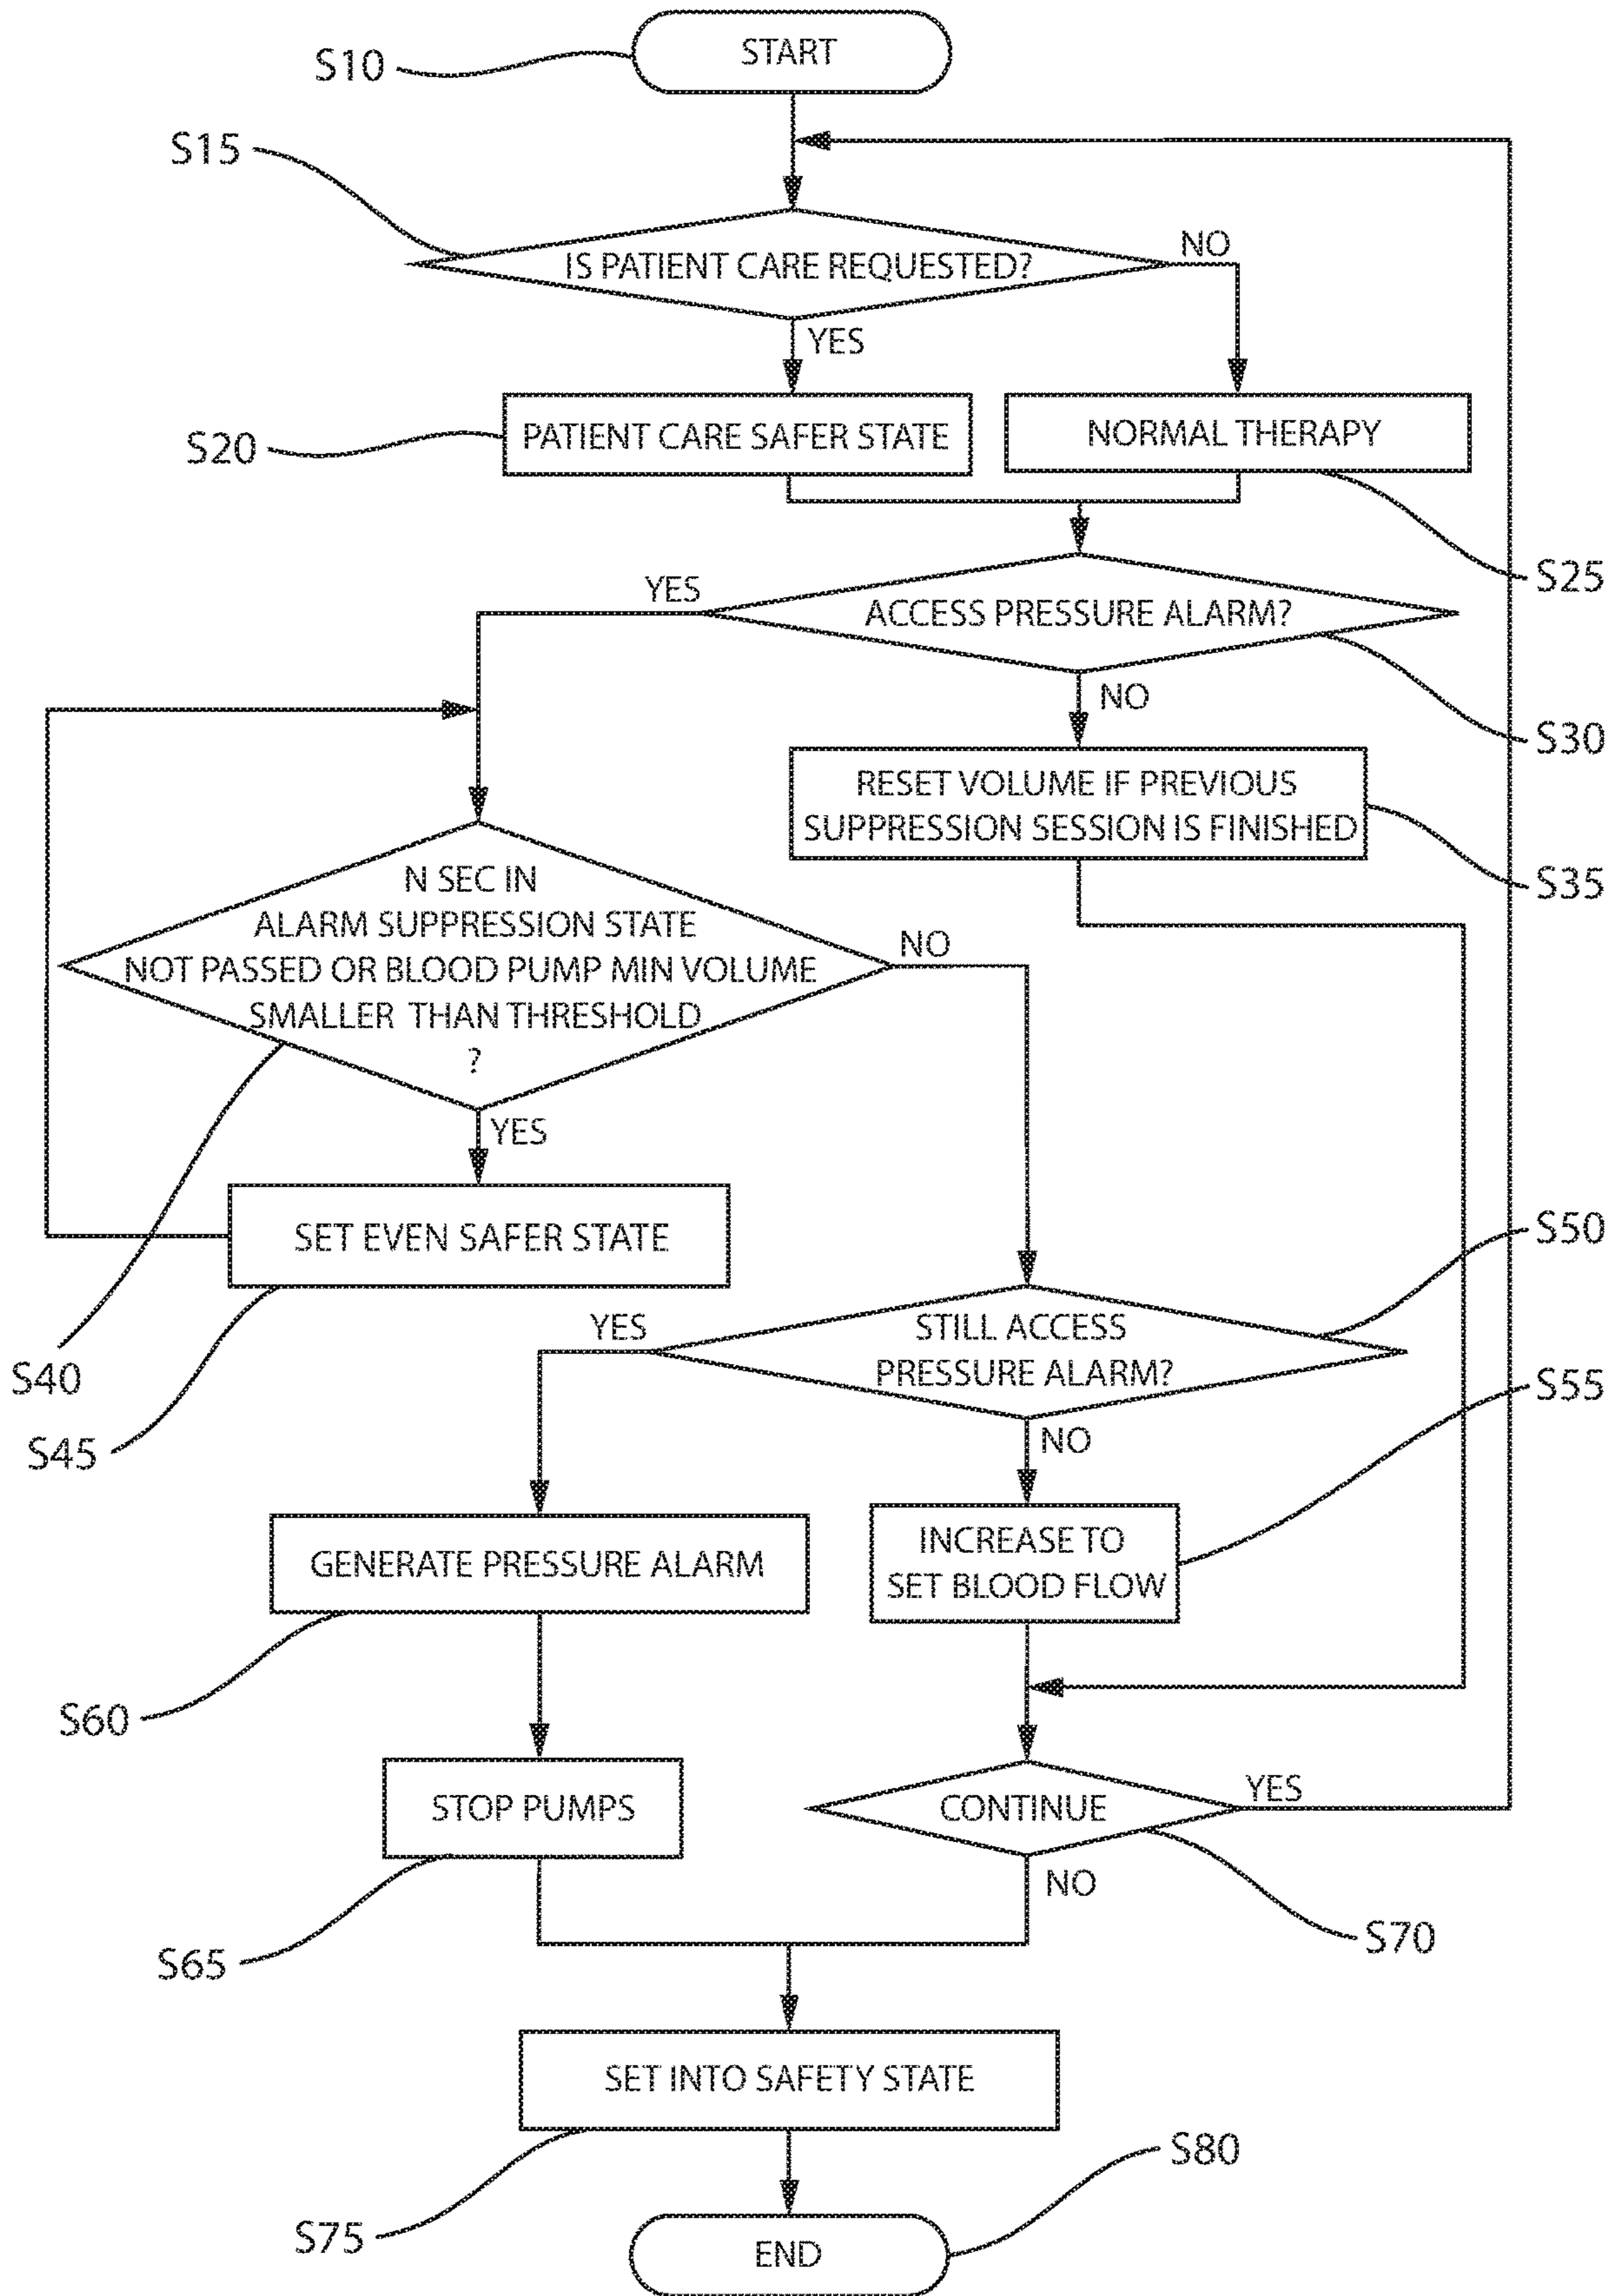 START
S10
S15
IS PATIENT CARE REQUESTED?
NO
YES
S20
PATIENT CARE SAFER STATE
NORMAL THERAPY
S25
YES
ACCESS PRESSURE ALARM?
NO
S30
RESET VOLUME IF PREVIOUS
SUPPRESSION SESSION IS FINISHED
S35
N SEC IN
ALARM SUPPRESSION STATE
NOT PASSED OR BLOOD PUMP MIN VOLUME
SMALLER THAN THRESHOLD
?
NO
YES
S40
SET EVEN SAFER STATE
S45
S50
YES
STILL ACCESS
PRESSURE ALARM?
NO
S55
GENERATE PRESSURE ALARM
INCREASE TO
SET BLOOD FLOW
S60
STOP PUMPS
CONTINUE
YES
NO
S65
S70
SET INTO SAFETY STATE
S75
S80
END